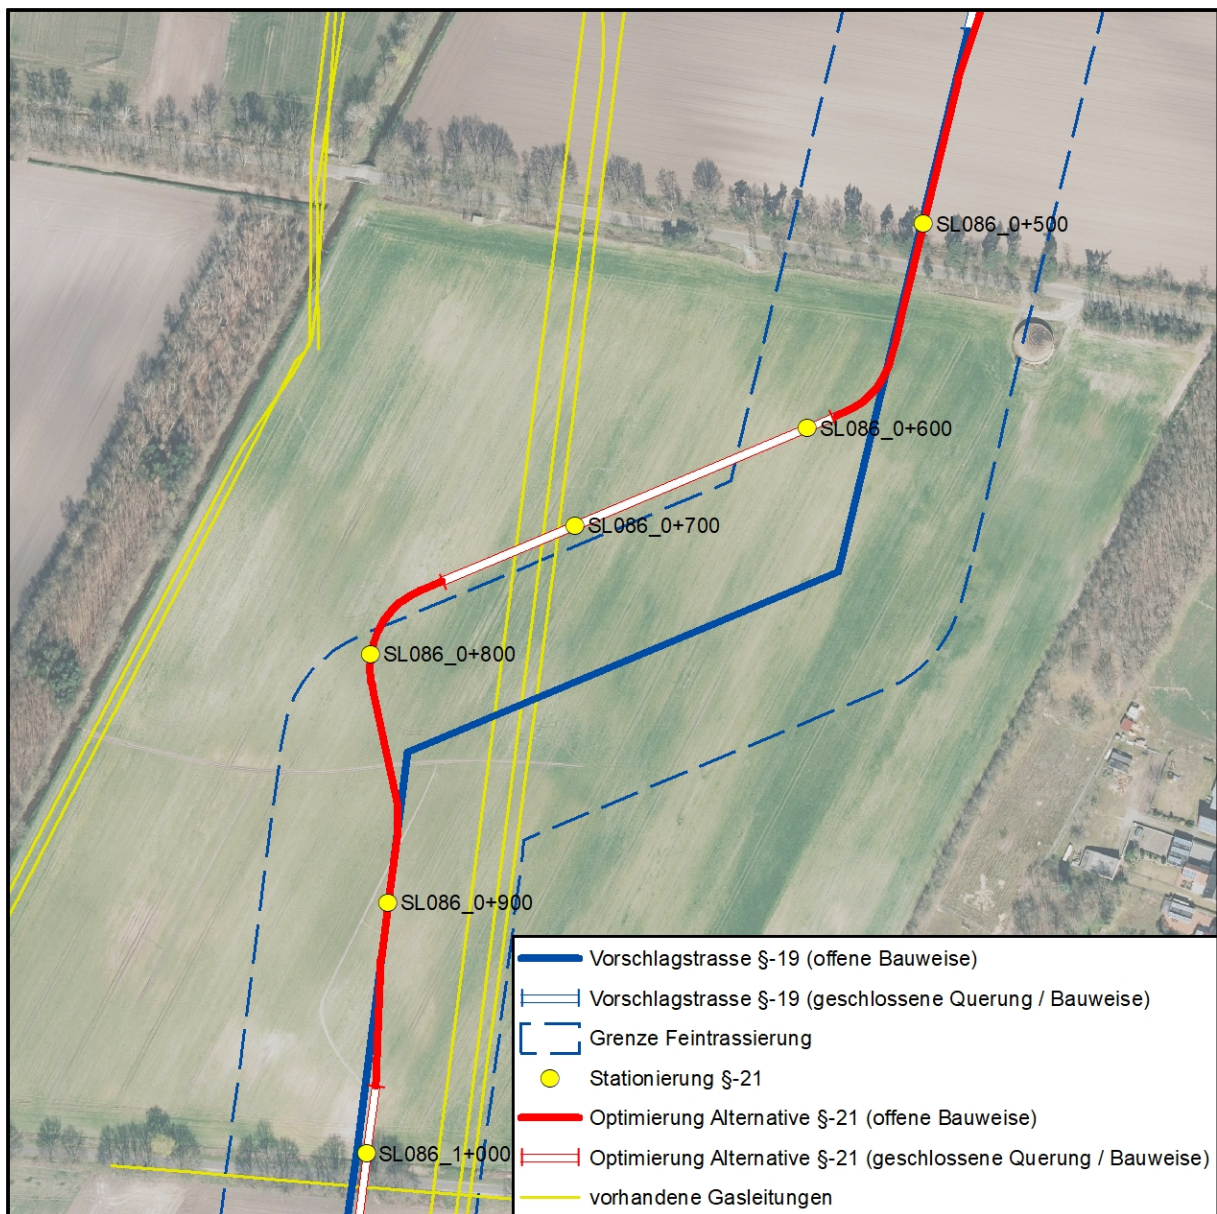 SL086_0+500
SL086_0+600
SL086_0+700
SL086_0+800
SL086_0+900
SL086_1+000
Vorschlagstrasse §-19 (offene Bauweise)
Vorschlagstrasse §-19 (geschlossene Querung / Bauweise)
Grenze Feintrassierung
Stationierung §-21
Optimierung Alternative §-21 (offene Bauweise)
Optimierung Alternative §-21 (geschlossene Querung / Bauweise)
vorhandene Gasleitungen